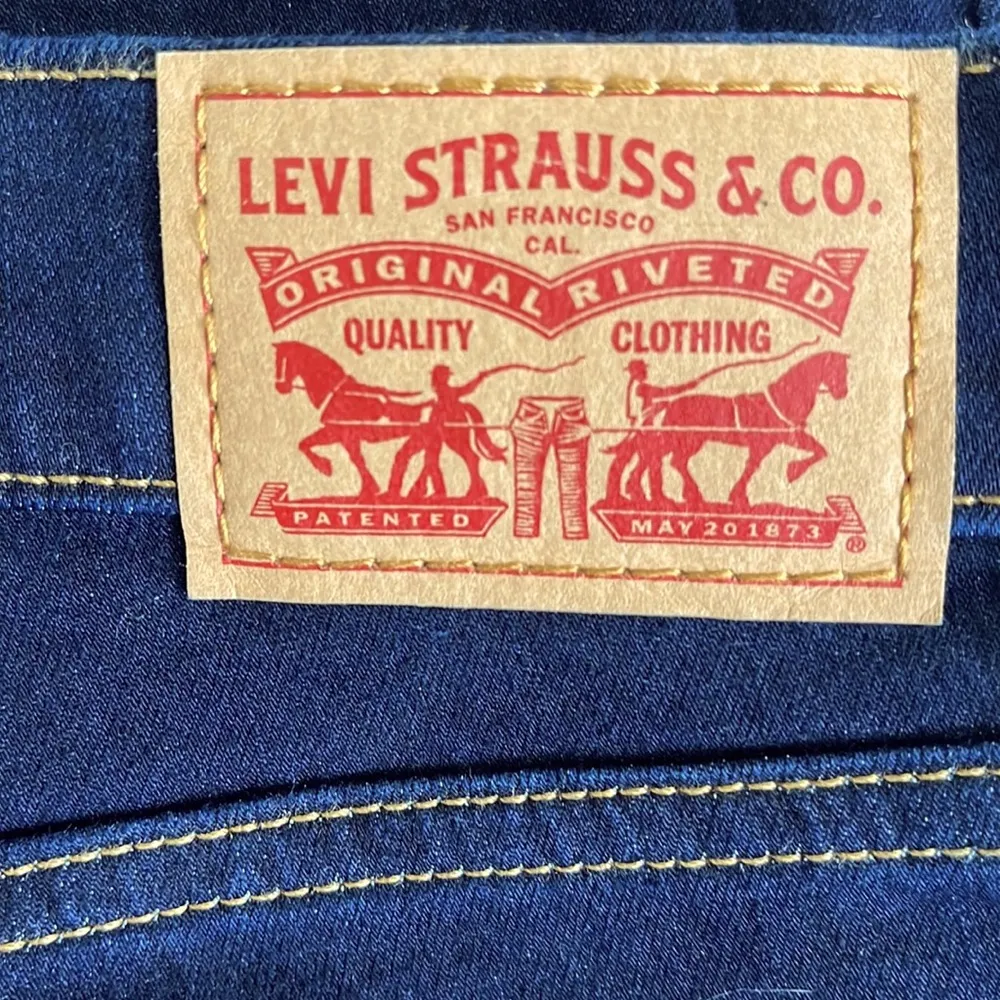 LEVI STRAUSS & CO.
SAN FRANCISCO
CAL.
ORIGINAL RIVETED
QUALITY CLOTHING
PATENTED MAY 20 1873 ®